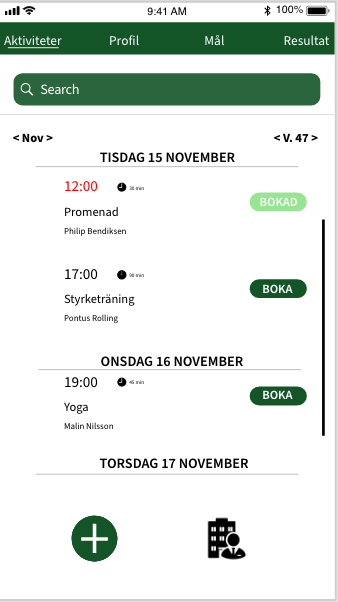 9:41 AM 100%
Aktiviteter Profil Mål Resultat
Search
< Nov > < V. 47 >
TISDAG 15 NOVEMBER
12:00 30 min
BOKAD
Promenad
Philip Bendiksen
17:00 90 min
BOKA
Styrketräning
Pontus Rolling
ONSDAG 16 NOVEMBER
19:00 45 min
BOKA
Yoga
Malin Nilsson
TORSDAG 17 NOVEMBER